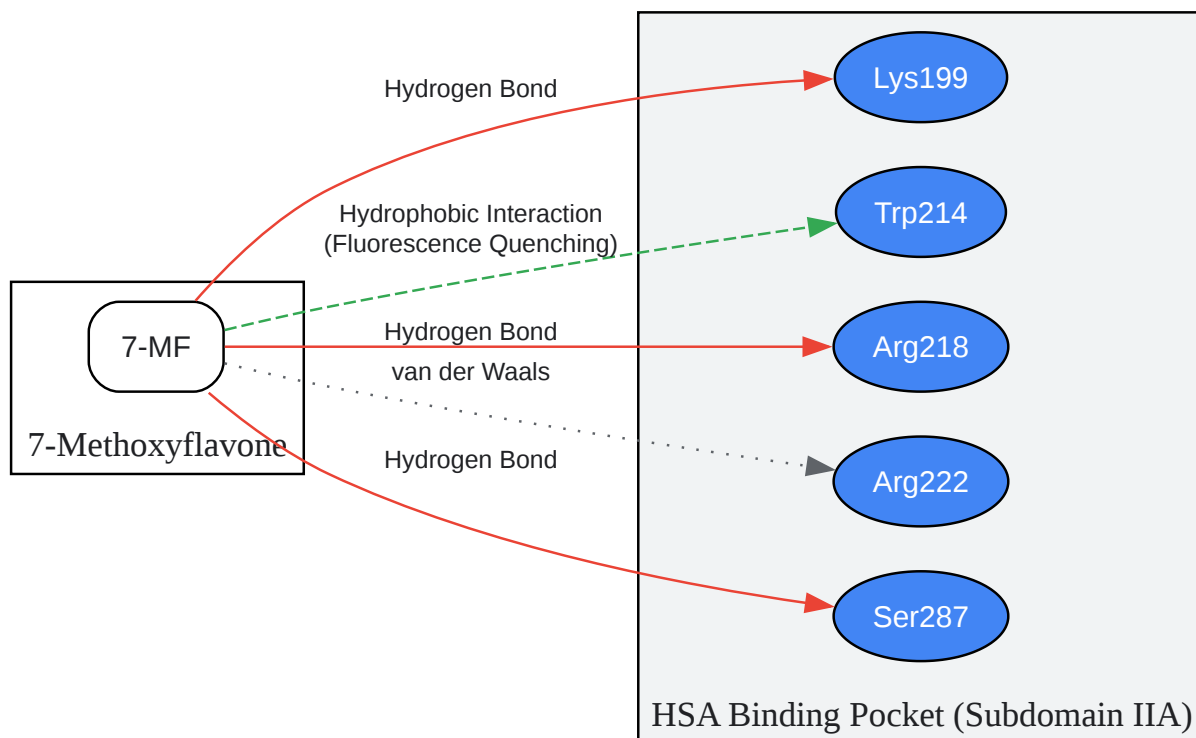 Hydrogen Bond
Lys199
Hydrophobic Interaction
(Fluorescence Quenching)
Trp214
7-MF
7-Methoxyflavone
Hydrogen Bond
Arg218
van der Waals
Arg222
Hydrogen Bond
Ser287
HSA Binding Pocket (Subdomain IIA)